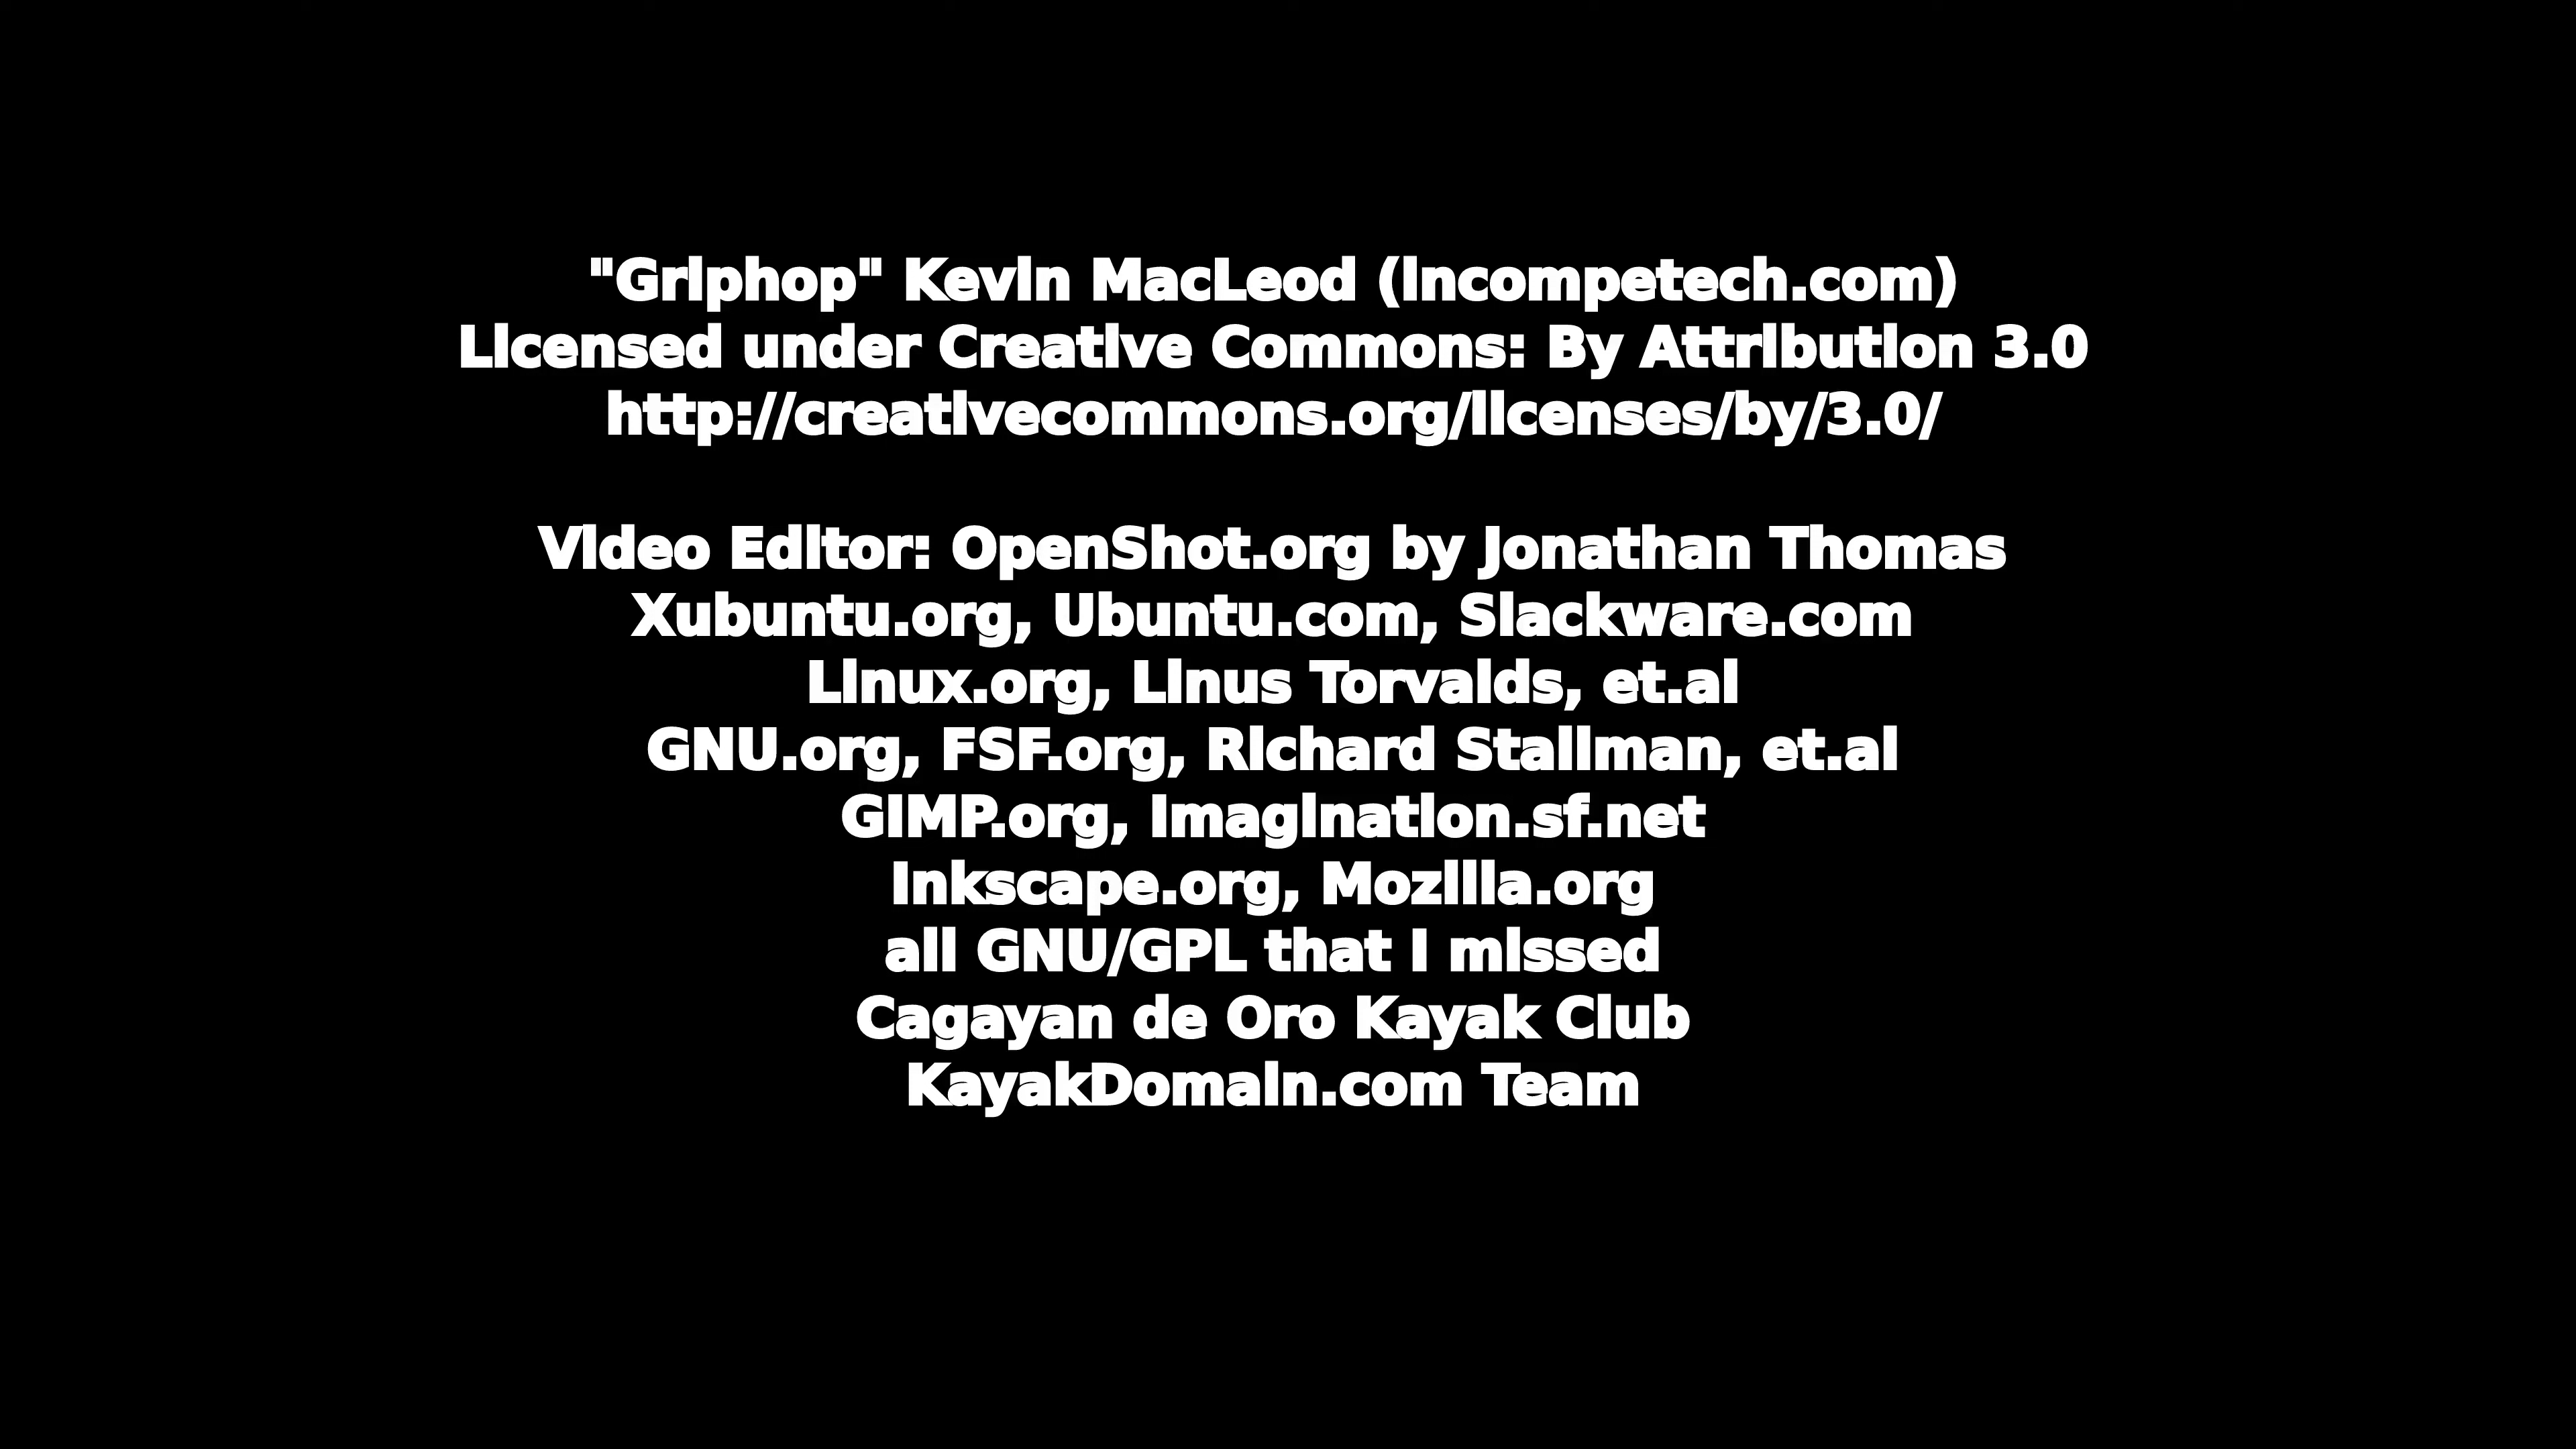 "Griphop" Kevin MacLeod (incompetech.com)
Licensed under Creative Commons: By Attribution 3.0
http://creativecommons.org/licenses/by/3.0/
Video Editor: OpenShot.org by Jonathan Thomas
Xubuntu.org, Ubuntu.com, Slackware.com
Linux.org, Linus Torvalds, et.al
GNU.org, FSF.org, Richard Stallman, et.al
GIMP.org, Imagination.sf.net
Inkscape.org, Mozilla.org
all GNU/GPL that I missed
Cagayan de Oro Kayak Club
KayakDomain.com Team